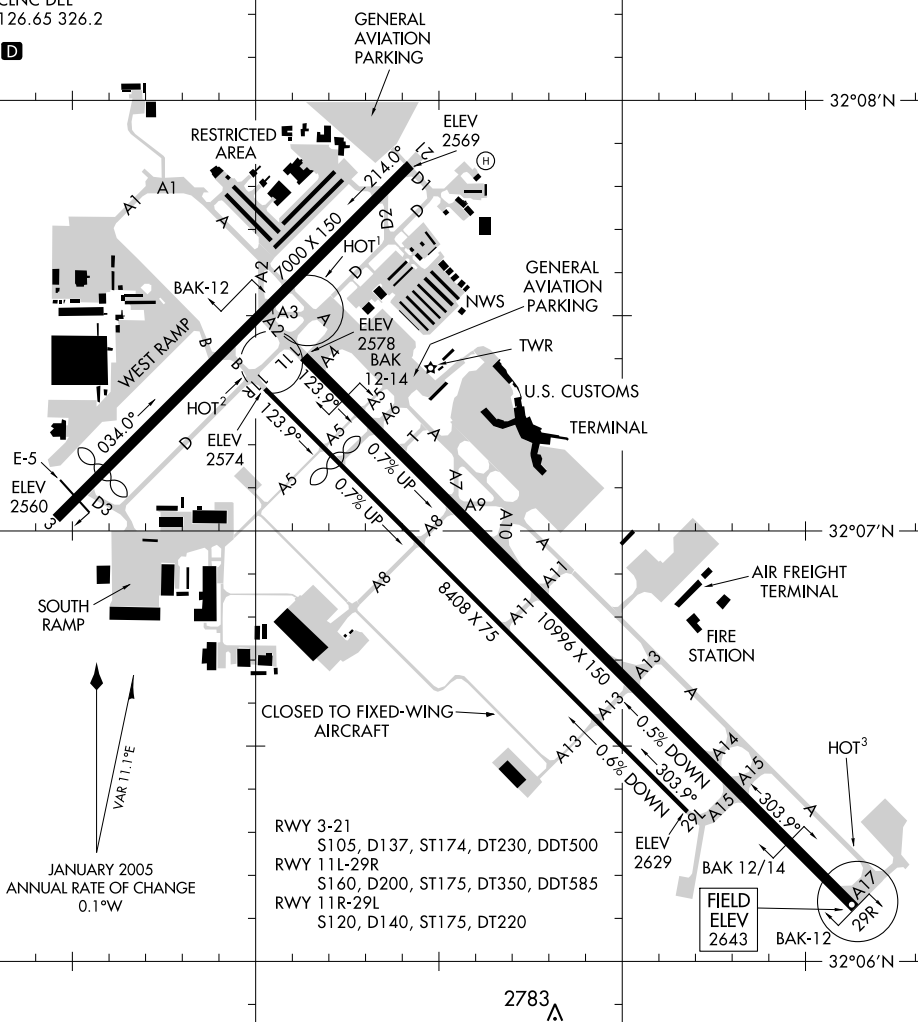 126.65 326.2
D
GENERAL
AVIATION
PARKING
32°08'N
RESTRICTED
AREA
ELEV
2569
21
H
214.0°
D1
A1
A1
A
D2
D
7000 X 150
HOT1
D
A2
BAK-12
NWS
GENERAL
AVIATION
PARKING
A3
A
A2
ELEV
2578
11L
A4
BAK
12-14
TWR
WEST RAMP
B
B
11R
HOT2
123.9°
A5
A6
U.S. CUSTOMS
TERMINAL
034.0°
D
ELEV
2574
123.9°
A5
T
A
E-5
ELEV
2560
D3
3
A5
0.7% UP
0.7% UP
A7
A9
A8
A10
A
32°07'N
A8
A11
A11
8408 X 75
10996 X 150
AIR FREIGHT
TERMINAL
FIRE
STATION
SOUTH
RAMP
A13
A
A13
CLOSED TO FIXED-WING
AIRCRAFT
A13
0.5% DOWN
0.6% DOWN
A14
A15
HOT3
VAR 11.1°E
303.9°
303.9°
A
29L
A15
JANUARY 2005
ANNUAL RATE OF CHANGE
0.1°W
RWY 3-21
S105, D137, ST174, DT230, DDT500
RWY 11L-29R
S160, D200, ST175, DT350, DDT585
RWY 11R-29L
S120, D140, ST175, DT220
ELEV
2629
BAK 12/14
A17
29R
FIELD
ELEV
2643
BAK-12
32°06'N
2783